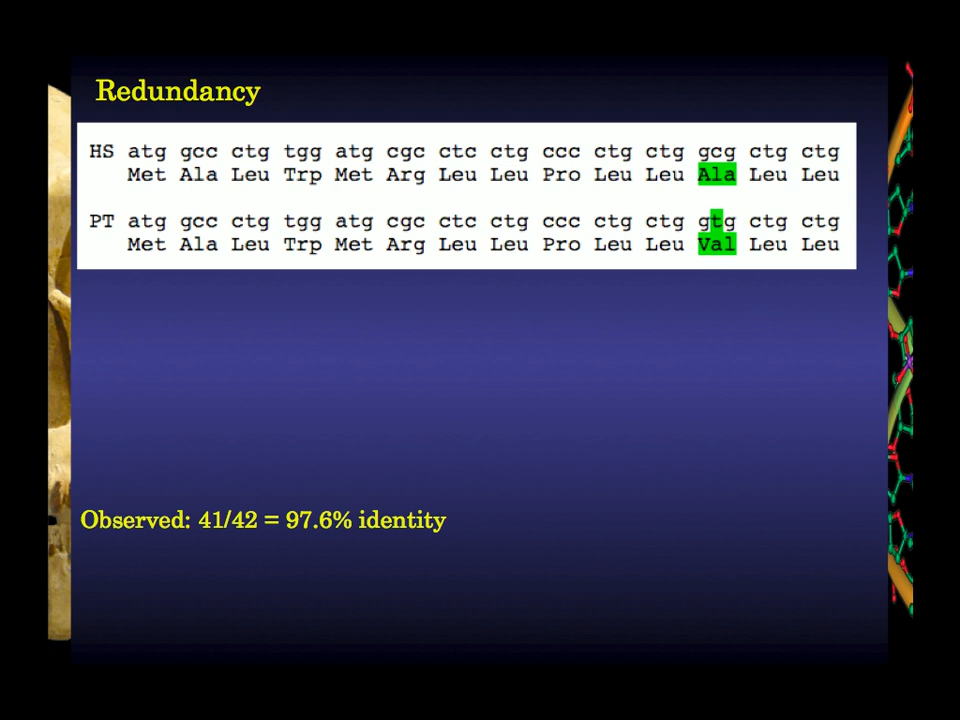 Redundancy
HS atg gcc ctg tgg atg cgc ctc ctg ccc ctg ctg gcg ctg ctg
Met Ala Leu Trp Met Arg Leu Leu Pro Leu Leu Ala Leu Leu
PT atg gcc ctg tgg atg cgc ctc ctg ccc ctg ctg gtg ctg ctg
Met Ala Leu Trp Met Arg Leu Leu Pro Leu Leu Val Leu Leu
Observed: 41/42 = 97.6% identity